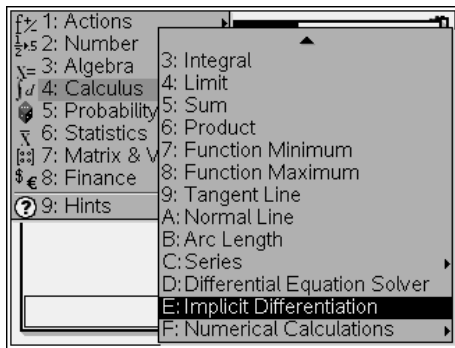 1: Actions
2: Number
3: Algebra
4: Calculus
5: Probability
6: Statistics
7: Matrix & V
8: Finance
9: Hints
3: Integral
4: Limit
5: Sum
6: Product
7: Function Minimum
8: Function Maximum
9: Tangent Line
A: Normal Line
B: Arc Length
C: Series
D: Differential Equation Solver
E: Implicit Differentiation
F: Numerical Calculations